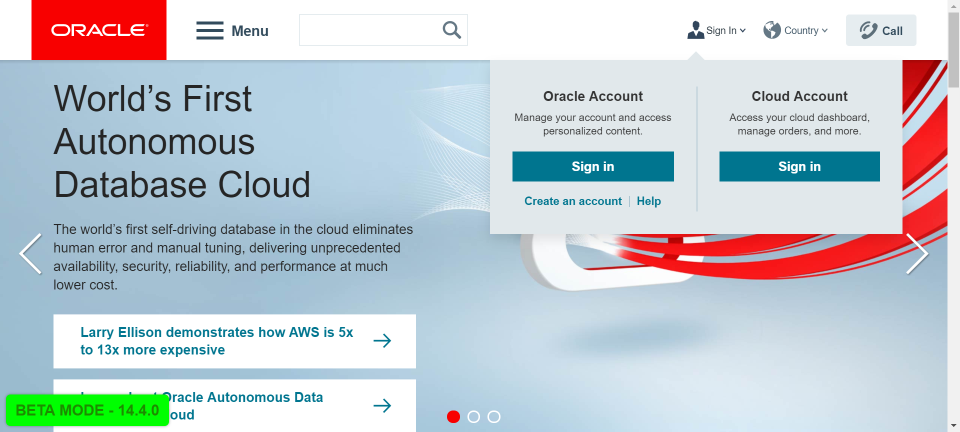 ORACLE
Menu
Sign In
Country
Call
Oracle Account
Manage your account and access
personalized content.
Sign in
Create an account | Help
Cloud Account
Access your cloud dashboard,
manage orders, and more.
Sign in
World's First
Autonomous
Database Cloud
The world's first self-driving database in the cloud eliminates
human error and manual tuning, delivering unprecedented
availability, security, reliability, and performance at much
lower cost.
Larry Ellison demonstrates how AWS is 5x
to 13x more expensive
Oracle Autonomous Data
BETA MODE - 14.4.0